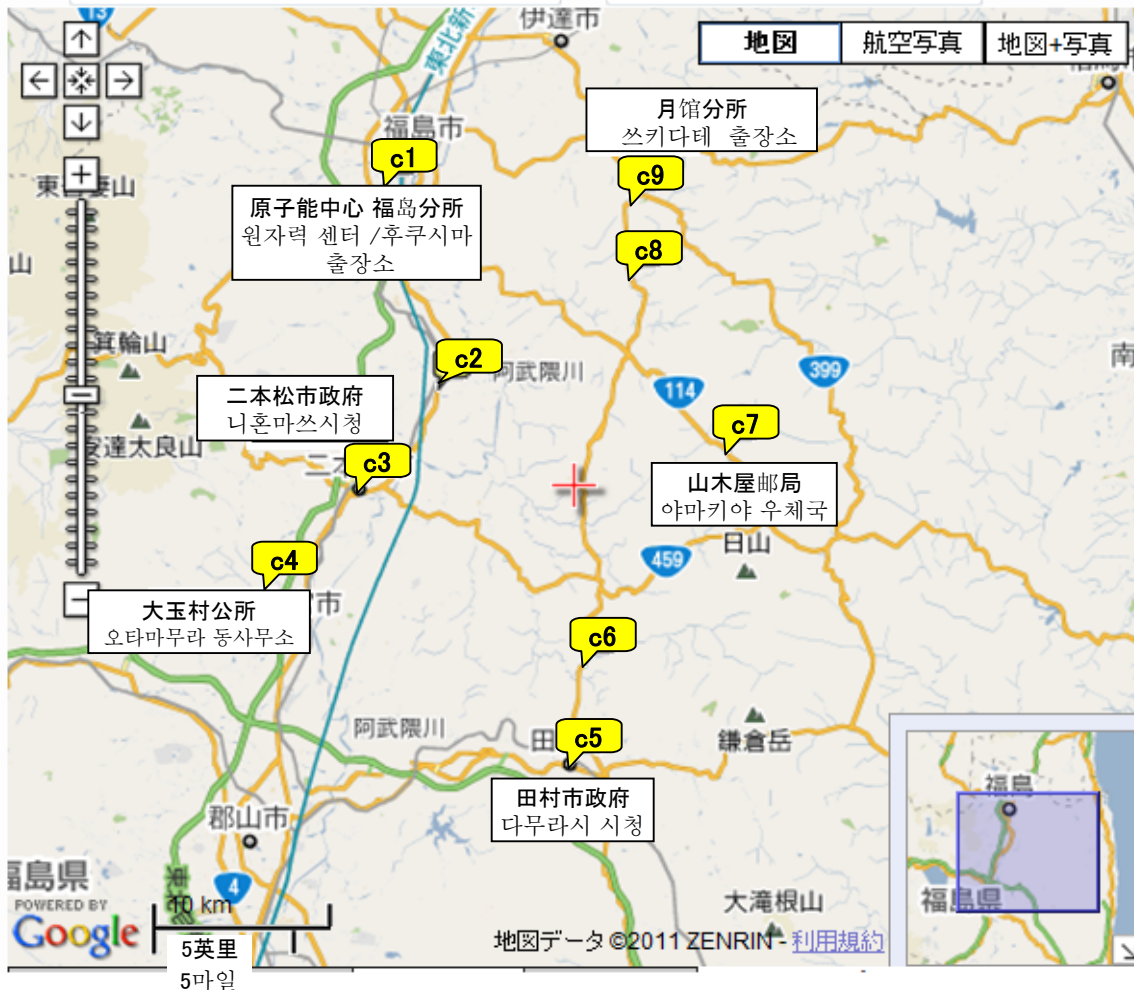 13
伊達市
東北新
地図
航空写真
地図+写真
福島市
月馆分所
쓰키다테 출장소
c1
c9
原子能中心 福岛分所
원자력 센터 /후쿠시마
출장소
c8
山
箕輪山
c2
阿武隈川
399
南
114
二本松市政府
니혼마쓰시청
安達太良山
c7
c3
山木屋邮局
야마키야 우체국
日山
459
c4
大玉村公所
오타마무라 동사무소
市
c6
阿武隈川
田
c5
鎌倉岳
田村市政府
다무라시 시청
福島
郡山市
福島県
4
大滝根山
福島県
POWERED BY
Google
10 km
5英里
5마일
地図データ ©2011 ZENRIN - 利用規約